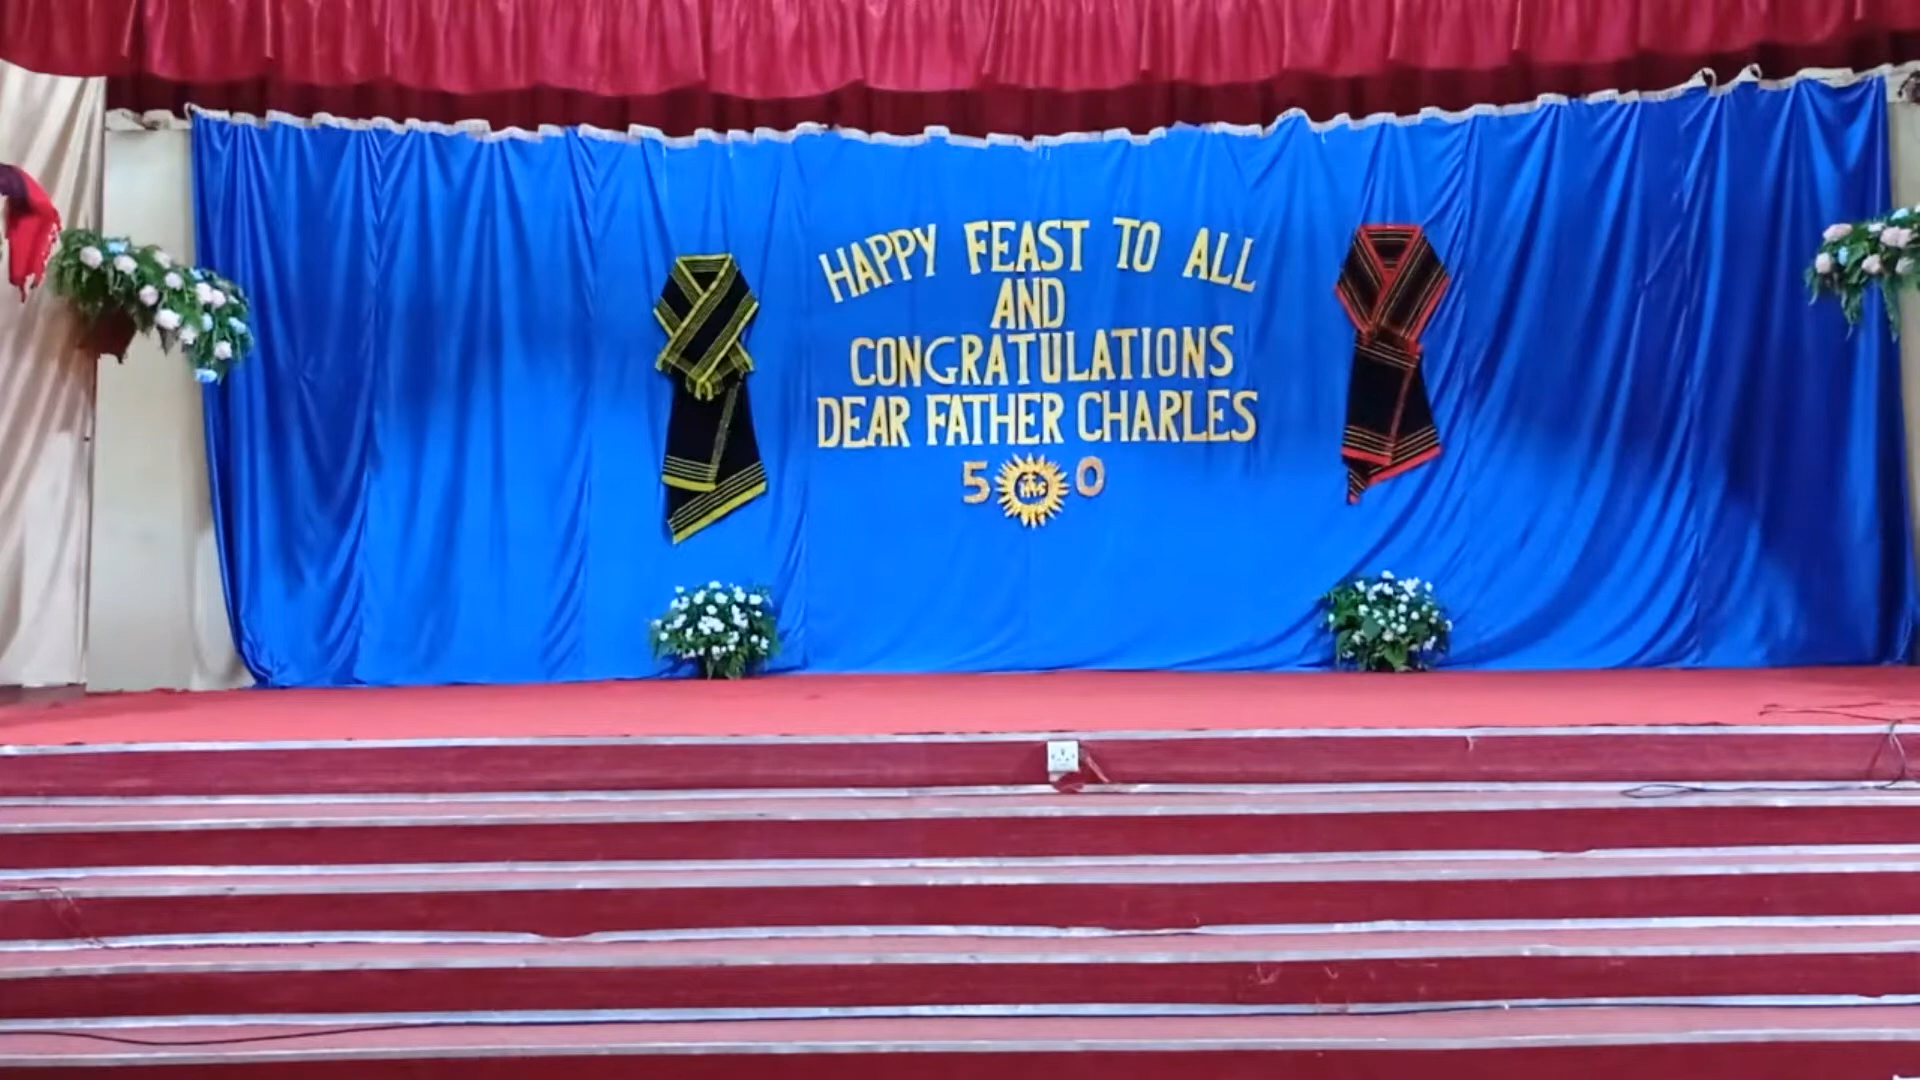 HAPPY FEAST TO ALL
AND
CONGRATULATIONS
DEAR FATHER CHARLES
5 IHS 0